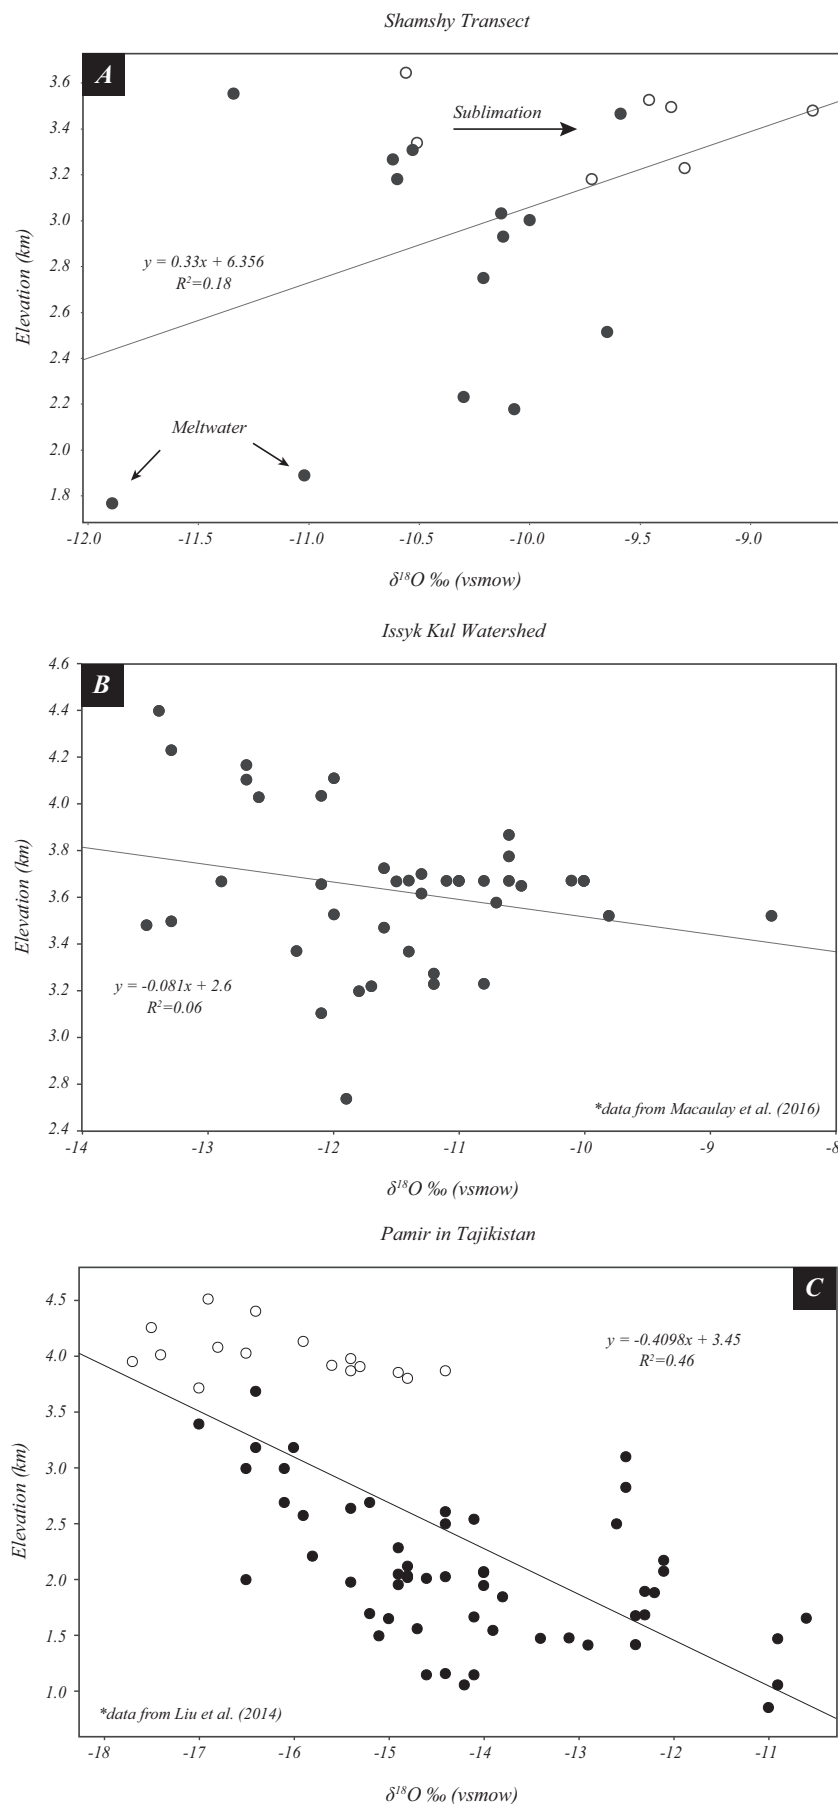 Shamshy Transect
A
3.6
3.4
3.2
3.0
2.8
2.6
2.4
2.2
2.0
1.8
Elevation (km)
Sublimation
y = 0.33x + 6.356
R²=0.18
Meltwater
-12.0 -11.5 -11.0 -10.5 -10.0 -9.5 -9.0
δ¹⁸O ‰ (vsmow)
Issyk Kul Watershed
B
4.6
4.4
4.2
4.0
3.8
3.6
3.4
3.2
3.0
2.8
2.4
Elevation (km)
y = -0.081x + 2.6
R²=0.06
*data from Macaulay et al. (2016)
-14 -13 -12 -11 -10 -9 -8
δ¹⁸O ‰ (vsmow)
Pamir in Tajikistan
C
4.5
4.0
3.5
3.0
2.5
2.0
1.5
1.0
Elevation (km)
y = -0.4098x + 3.45
R²=0.46
*data from Liu et al. (2014)
-18 -17 -16 -15 -14 -13 -12 -11
δ¹⁸O ‰ (vsmow)